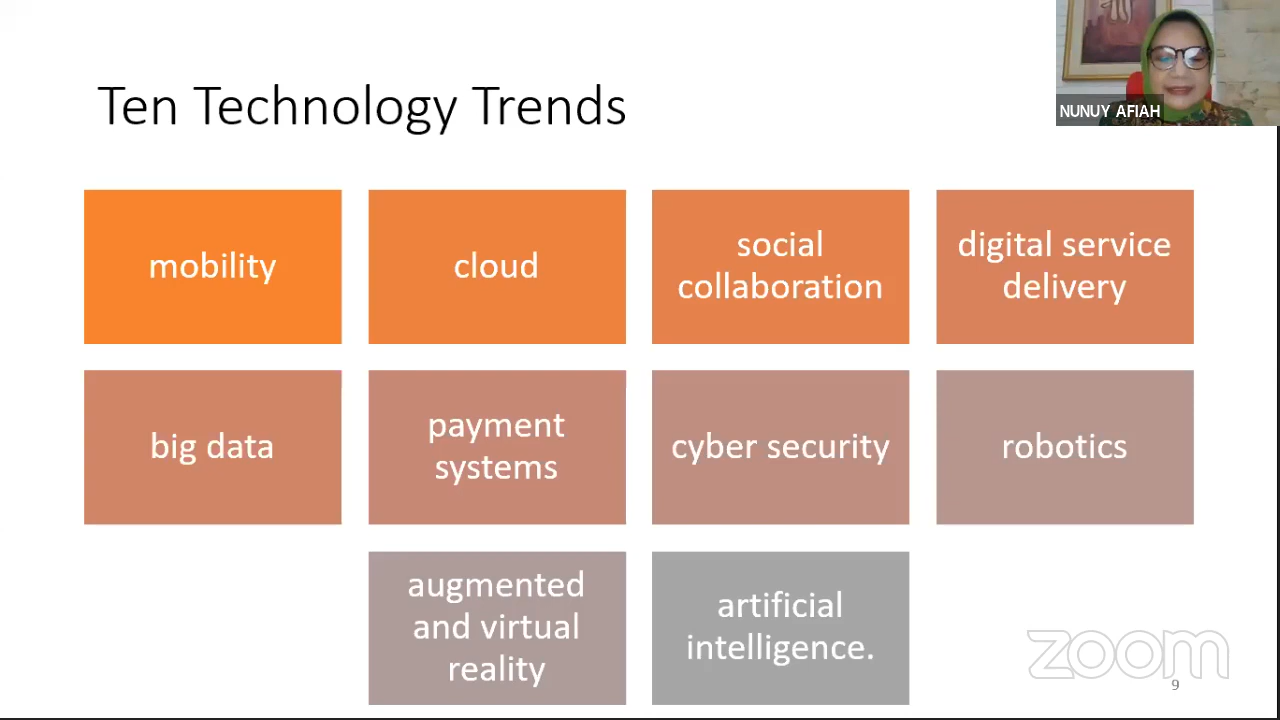 NUNUY AFIAH
Ten Technology Trends
mobility
cloud
social
collaboration
digital service
delivery
big data
payment
systems
cyber security
robotics
augmented
and virtual
reality
artificial
intelligence.
zoom
9